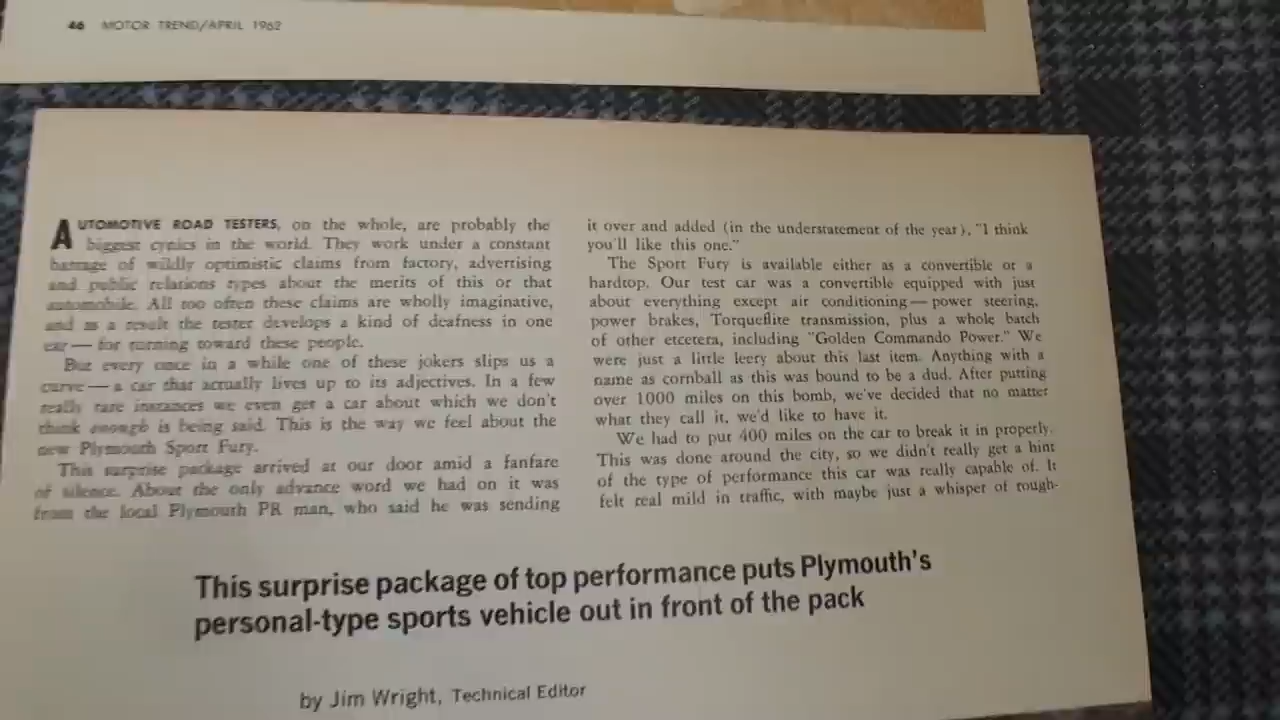 46 MOTOR TREND/APRIL 1962
AUTOMOTIVE ROAD TESTERS, on the whole, are probably the
biggest cynics in the world. They work under a constant
barrage of wildly optimistic claims from factory, advertising
and public relations types about the merits of this or that
automobile. All too often these claims are wholly imaginative,
and as a result the tester develops a kind of deafness in one
ear — for turning toward these people.
But every once in a while one of these jokers slips us a
curve — a car that actually lives up to its adjectives. In a few
really rare instances we even get a car about which we don't
think enough is being said. This is the way we feel about the
new Plymouth Sport Fury.
This surprise package arrived at our door amid a fanfare
of silence. About the only advance word we had on it was
from the local Plymouth PR man, who said he was sending
it over and added (in the understatement of the year), "I think
you'll like this one."
The Sport Fury is available either as a convertible or a
hardtop. Our test car was a convertible equipped with just
about everything except air conditioning — power steering,
power brakes, Torqueflite transmission, plus a whole batch
of other etcetera, including "Golden Commando Power." We
were just a little leery about this last item. Anything with a
name as cornball as this was bound to be a dud. After putting
over 1000 miles on this bomb, we've decided that no matter
what they call it, we'd like to have it.
We had to put 400 miles on the car to break it in properly.
This was done around the city, so we didn't really get a hint
of the type of performance this car was really capable of. It
felt real mild in traffic, with maybe just a whisper of rough-
This surprise package of top performance puts Plymouth's
personal-type sports vehicle out in front of the pack
by Jim Wright, Technical Editor